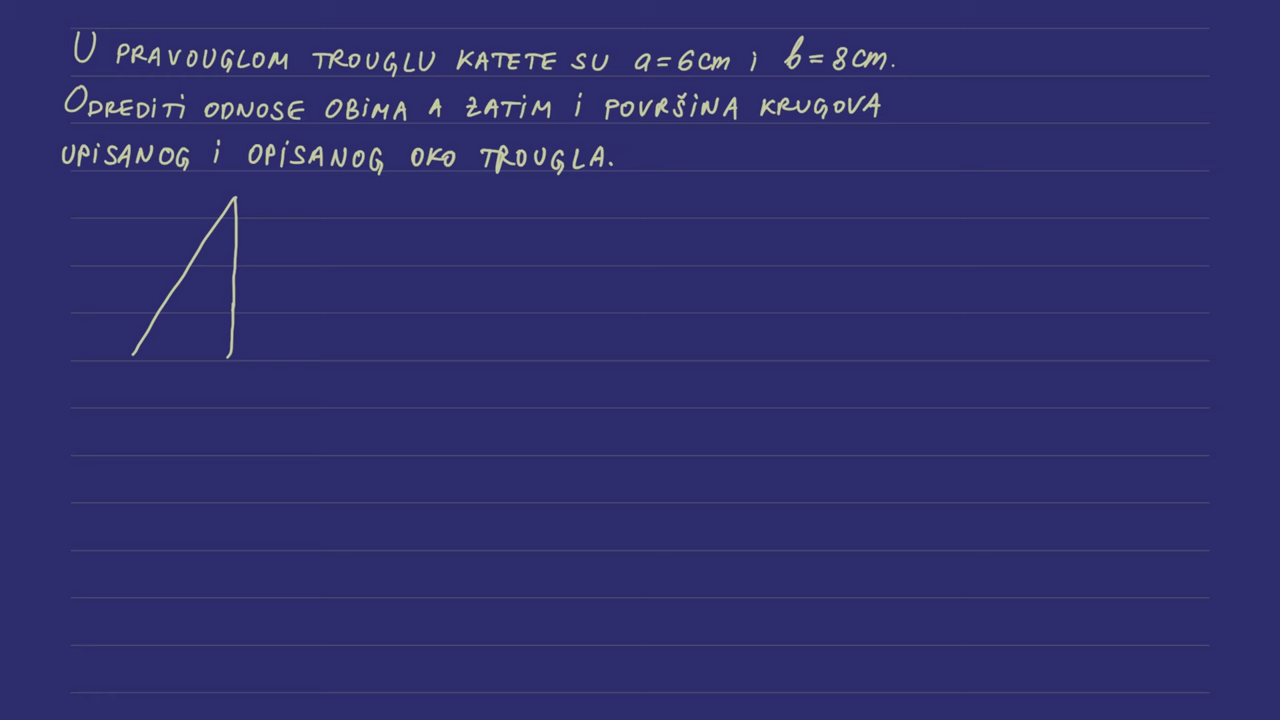 U PRAVOUGLOM TROUGLU KATETE SU a=6cm i b=8cm.
ODREDITI ODNOSE OBIMA A ZATIM i POVRŠINA KRUGOVA
UPISANOG i OPISANOG OKO TROUGLA.